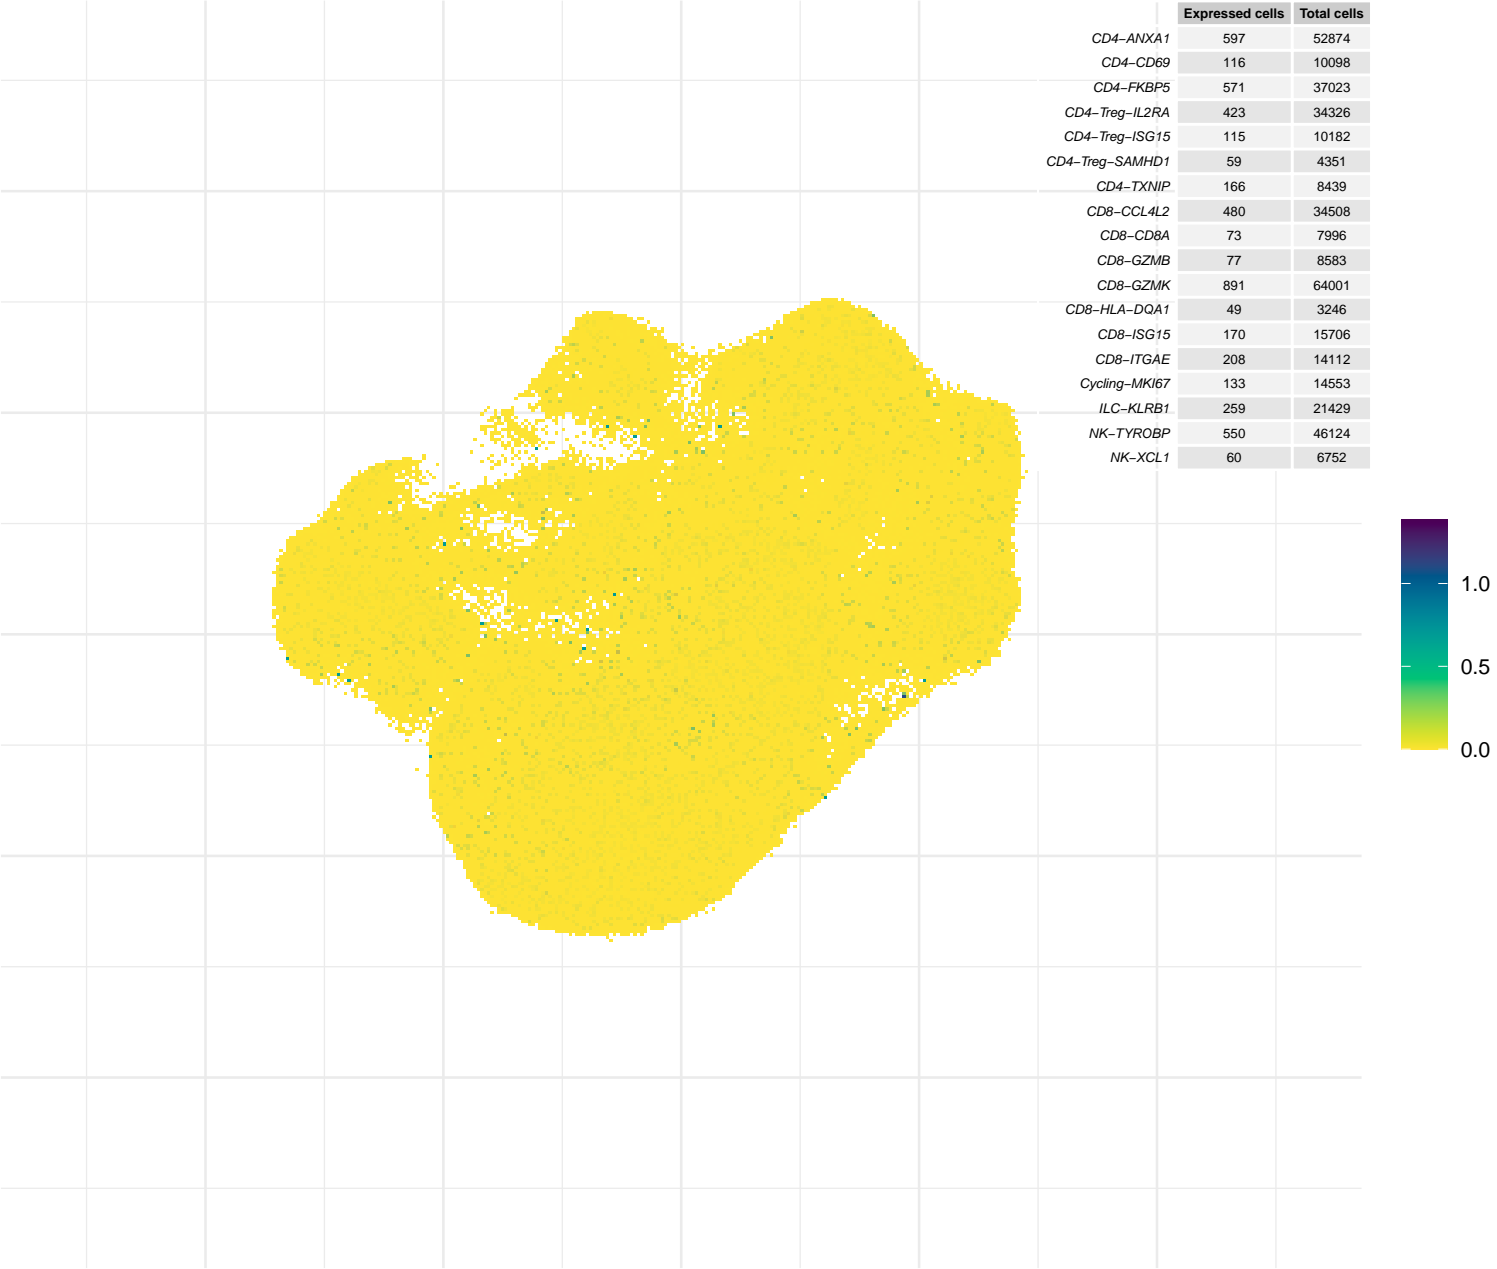 Expressed cells Total cells
CD4−ANXA1 597 52874
CD4−CD69 116 10098
CD4−FKBP5 571 37023
CD4−Treg−IL2RA 423 34326
CD4−Treg−ISG15 115 10182
CD4−Treg−SAMHD1 59 4351
CD4−TXNIP 166 8439
CD8−CCL4L2 480 34508
CD8−CD8A 73 7996
CD8−GZMB 77 8583
CD8−GZMK 891 64001
CD8−HLA−DQA1 49 3246
CD8−ISG15 170 15706
CD8−ITGAE 208 14112
Cycling−MKI67 133 14553
ILC−KLRB1 259 21429
NK−TYROBP 550 46124
NK−XCL1 60 6752
1.0
0.5
0.0